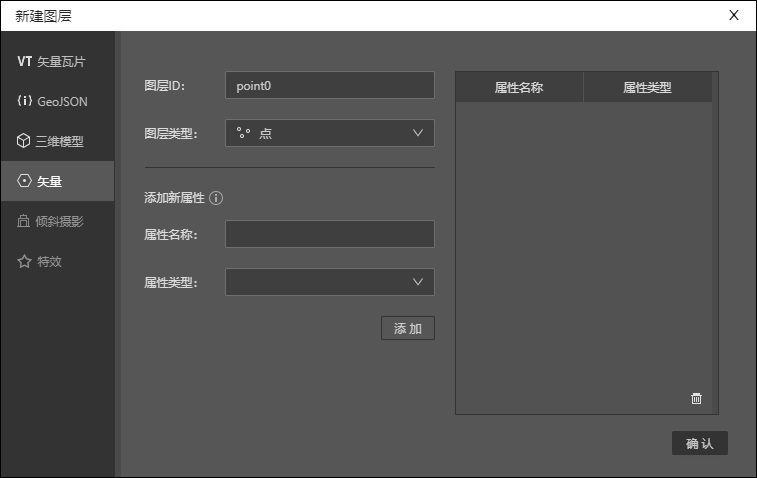 新建图层 X
VT 矢量瓦片
GeoJSON
三维模型
矢量
倾斜摄影
特效
图层ID: point0
图层类型: 点
添加新属性
属性名称:
属性类型:
添加
属性名称 属性类型
确认